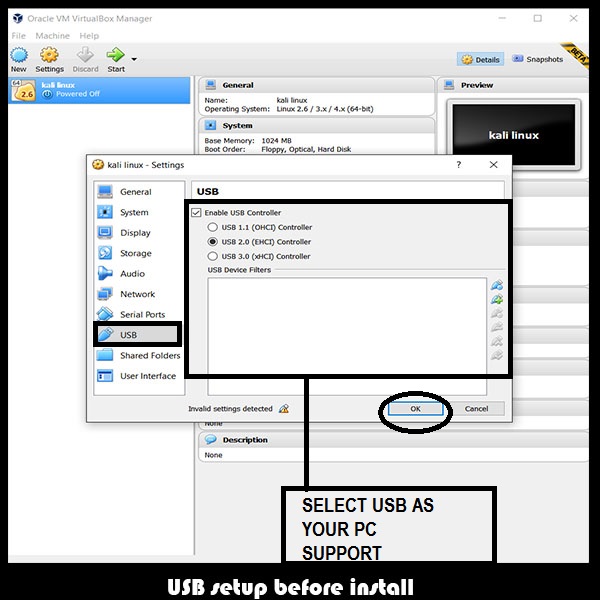 Oracle VM VirtualBox Manager
File Machine Help
New Settings Discard Start
Details Snapshots
BETA
64
2.6
kali linux
Powered Off
General
Name: kali linux
Operating System: Linux 2.6 / 3.x / 4.x (64-bit)
System
Base Memory: 1024 MB
Boot Order: Floppy, Optical, Hard Disk
Preview
kali linux
kali linux - Settings
?
General
System
Display
Storage
Audio
Network
Serial Ports
USB
Shared Folders
User Interface
USB
Enable USB Controller
USB 1.1 (OHCI) Controller
USB 2.0 (EHCI) Controller
USB 3.0 (xHCI) Controller
USB Device Filters
Invalid settings detected
OK
Cancel
None
Description
None
SELECT USB AS
YOUR PC
SUPPORT
USB setup before install